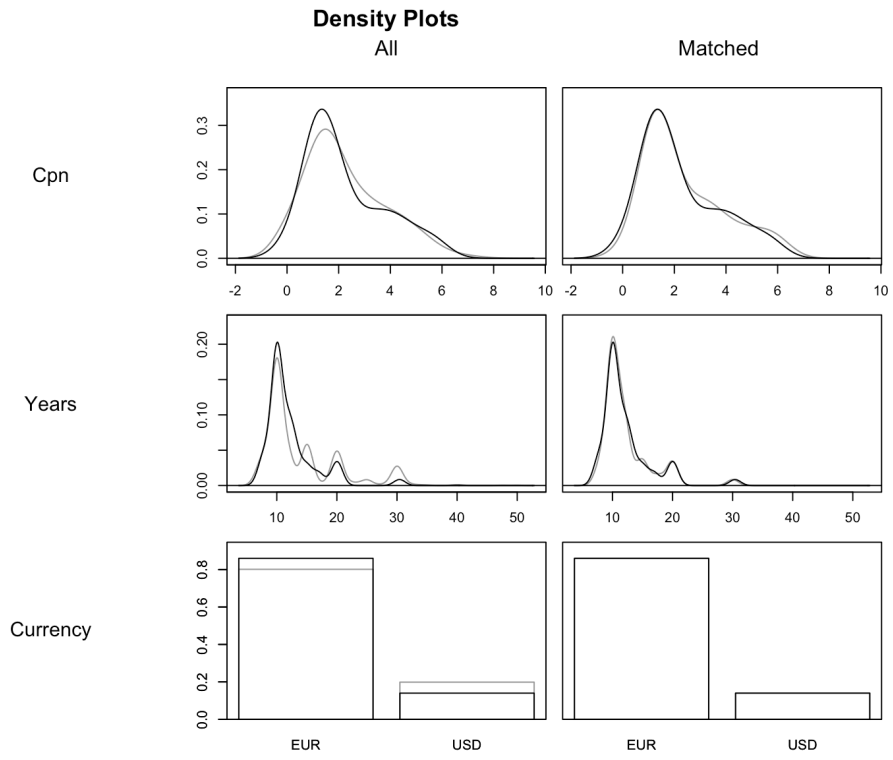 Density Plots
All Matched
Cpn
0.0 0.1 0.2 0.3
-2 0 2 4 6 8 10 -2 0 2 4 6 8 10
Years
0.00 0.10 0.20
10 20 30 40 50 10 20 30 40 50
Currency
0.0 0.2 0.4 0.6 0.8
EUR USD EUR USD